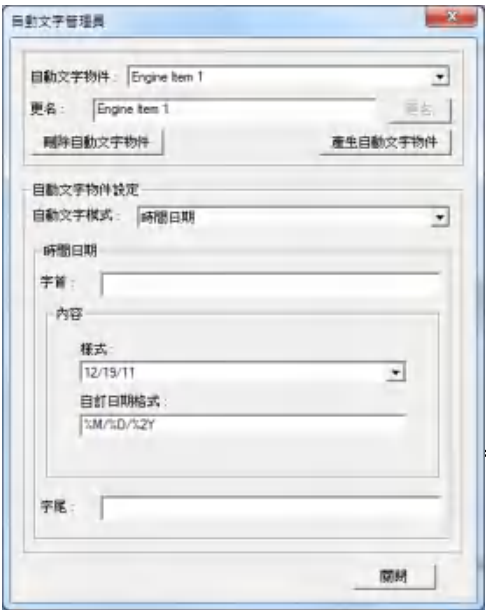 自動文字管理員
自動文字物件： Engine Item 1
更名： Engine Item 1 更名
刪除自動文字物件 產生自動文字物件
自動文字物件設定
自動文字模式： 時間日期
時間日期
字首：
內容
樣式：
12/19/11
自訂日期格式：
%M/%D/%2Y
字尾：
關閉